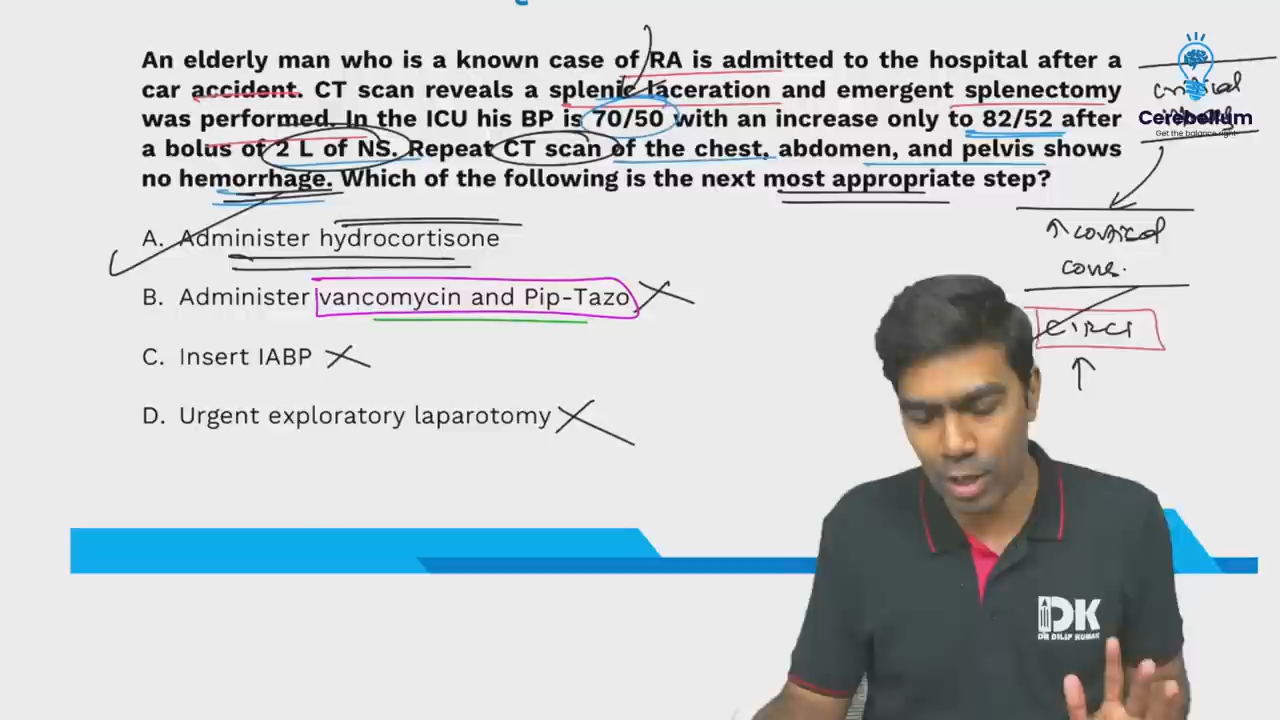 An elderly man who is a known case of RA is admitted to the hospital after a
car accident. CT scan reveals a splenic laceration and emergent splenectomy
was performed. In the ICU his BP is 70/50 with an increase only to 82/52 after
a bolus of 2 L of NS. Repeat CT scan of the chest, abdomen, and pelvis shows
no hemorrhage. Which of the following is the next most appropriate step?
A. Administer hydrocortisone
B. Administer vancomycin and Pip-Tazo
C. Insert IABP
D. Urgent exploratory laparotomy
Cerebellum
Get the balance right
↑ cortical
conc.
CIRCI
↑
DK
DR DILIP KUMAR